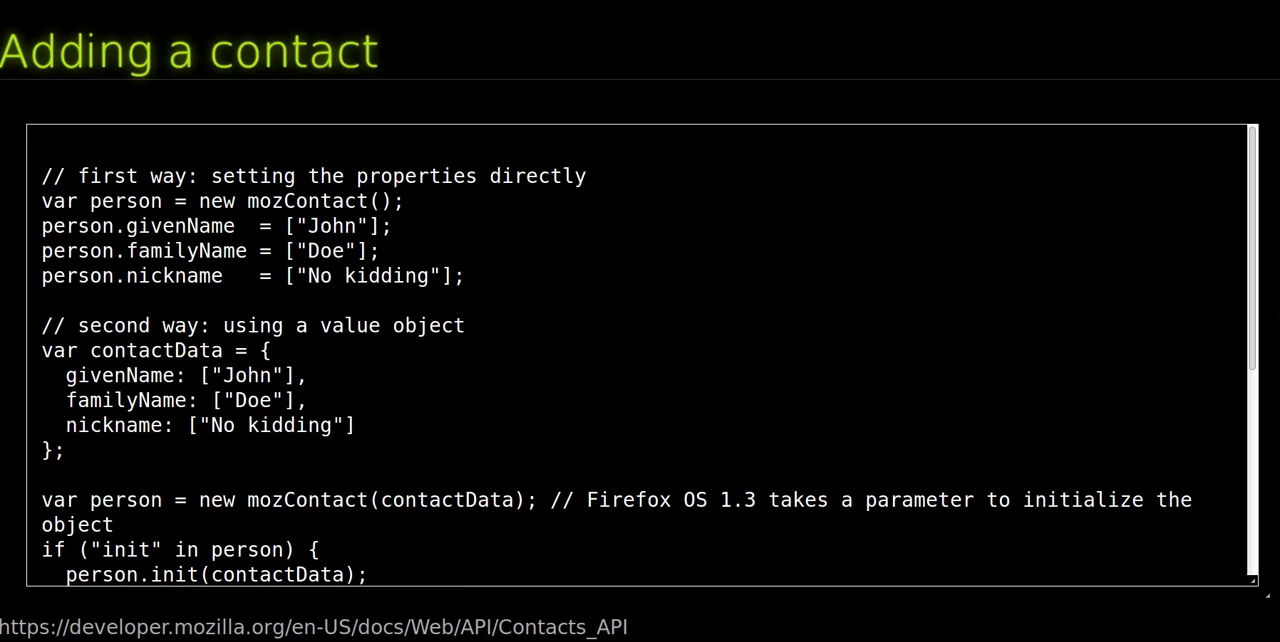 Adding a contact
// first way: setting the properties directly
var person = new mozContact();
person.givenName  = ["John"];
person.familyName = ["Doe"];
person.nickname   = ["No kidding"];
// second way: using a value object
var contactData = {
  givenName: ["John"],
  familyName: ["Doe"],
  nickname: ["No kidding"]
};
var person = new mozContact(contactData); // Firefox OS 1.3 takes a parameter to initialize the
object
if ("init" in person) {
  person.init(contactData);
https://developer.mozilla.org/en-US/docs/Web/API/Contacts_API